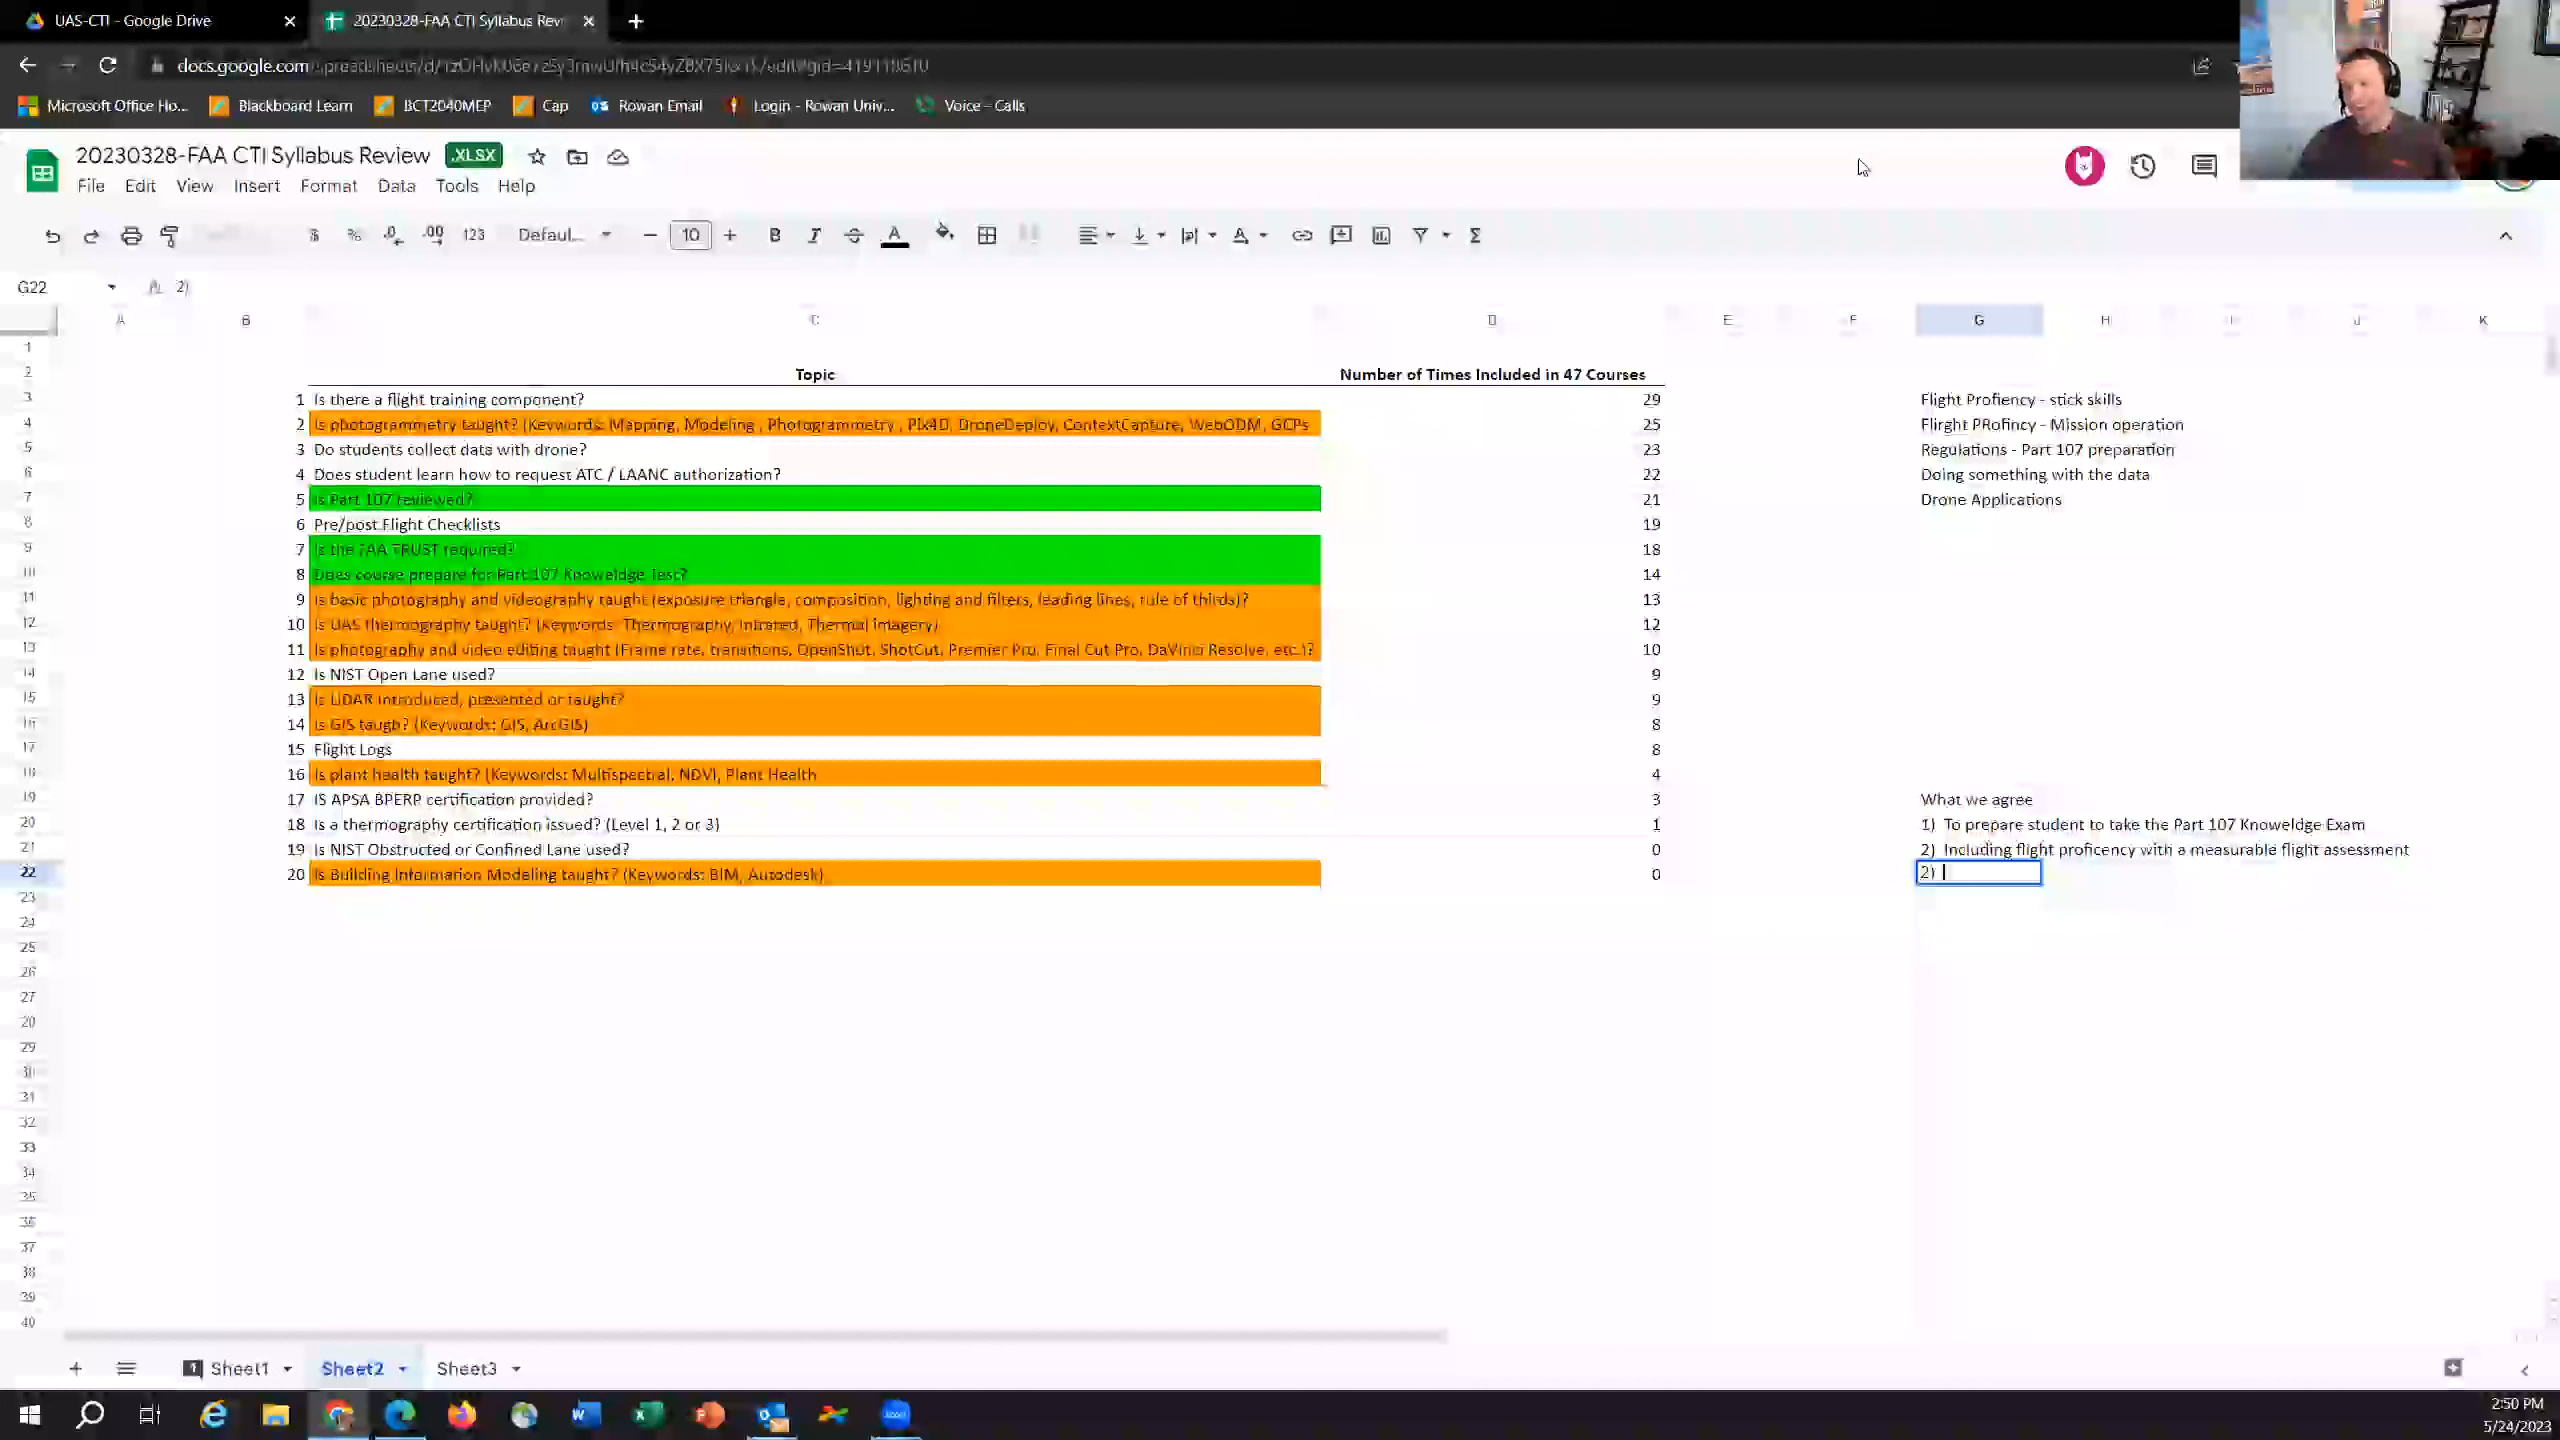 UAS-CTI - Google Drive
20230328-FAA CTI Syllabus Rev
docs.google.com
Microsoft Office Ho...
Blackboard Learn
BCT2040MEP
Cap
Rowan Email
Login - Rowan Univ...
Voice - Calls
20230328-FAA CTI Syllabus Review
.XLSX
File Edit View Insert Format Data Tools Help
$ % .0 .00 123 Defaul... 10 B I A
G22 2)
A B C D E F G H I J K
Topic Number of Times Included in 47 Courses
1 Is there a flight training component? 29 Flight Profiency - stick skills
2 Is photogrammetry taught? (Keywords: Mapping, Modeling , Photogrammetry , Pix4D, DroneDeploy, ContextCapture, WebODM, GCPs 25 Flirght PRofincy - Mission operation
3 Do students collect data with drone? 23 Regulations - Part 107 preparation
4 Does student learn how to request ATC / LAANC authorization? 22 Doing something with the data
5 Is Part 107 reviewed? 21 Drone Applications
6 Pre/post Flight Checklists 19
7 Is the FAA TRUST required? 18
8 Does course prepare for Part 107 Knoweldge Test? 14
9 Is basic photography and videography taught (exposure triangle, composition, lighting and filters, leading lines, rule of thirds)? 13
10 Is UAS thermography taught? (Keywords: Thermography, Infrared, Thermal imagery) 12
11 Is photography and video editing taught (Frame rate, transitions, OpenShot, ShotCut, Premier Pro, Final Cut Pro, DaVinci Resolve, etc.)? 10
12 Is NIST Open Lane used? 9
13 Is LiDAR introduced, presented or taught? 9
14 Is GIS taugh? (Keywords: GIS, ArcGIS) 8
15 Flight Logs 8
16 Is plant health taught? (Keywords: Multispectral, NDVI, Plant Health 4
17 IS APSA BPERP certification provided? 3 What we agree
18 Is a thermography certification issued? (Level 1, 2 or 3) 1 1) To prepare student to take the Part 107 Knoweldge Exam
19 Is NIST Obstructed or Confined Lane used? 0 2) Including flight proficency with a measurable flight assessment
20 Is Building Information Modeling taught? (Keywords: BIM, Autodesk) 0 2)
Sheet1 Sheet2 Sheet3
2:50 PM
5/24/2023